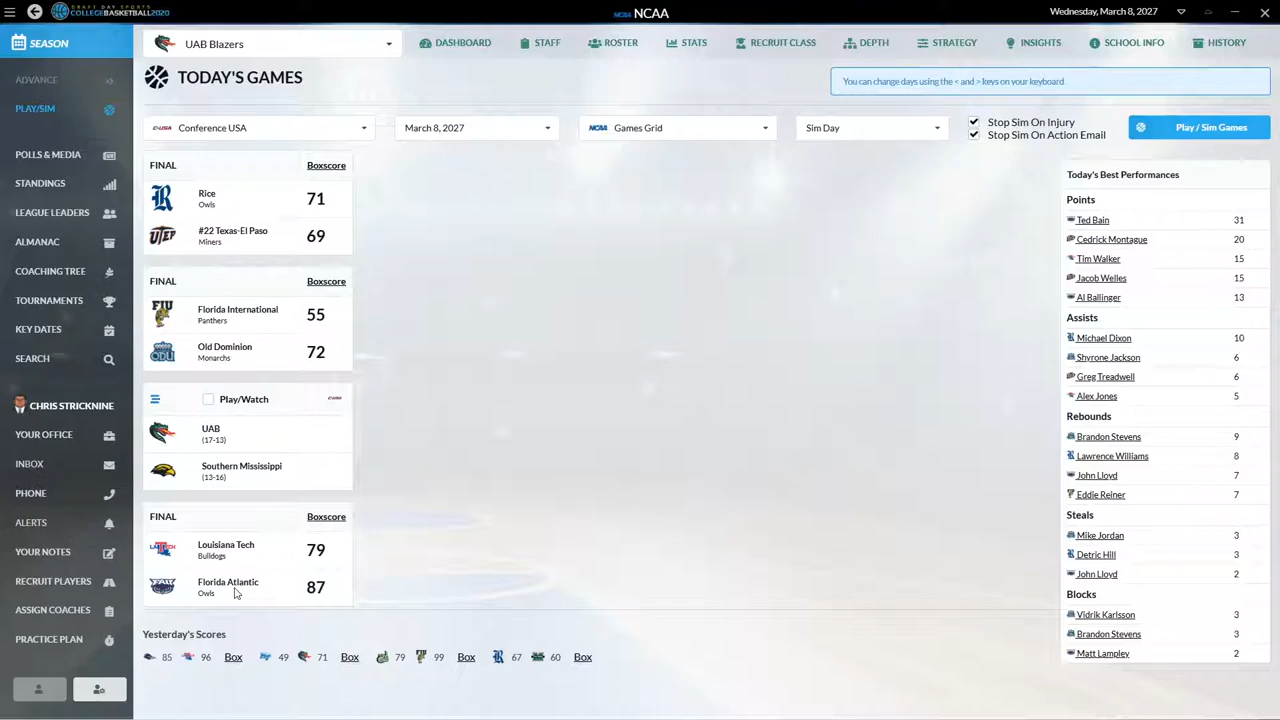 DRAFT DAY SPORTS
COLLEGE BASKETBALL 2020
NCAA NCAA
Wednesday, March 8, 2027
SEASON
UAB Blazers
DASHBOARD STAFF ROSTER STATS RECRUIT CLASS DEPTH STRATEGY INSIGHTS SCHOOL INFO HISTORY
TODAY'S GAMES
You can change days using the < and > keys on your keyboard
C-USA Conference USA
March 8, 2027
NCAA Games Grid
Sim Day
Stop Sim On Injury
Stop Sim On Action Email
Play / Sim Games
ADVANCE
PLAY/SIM
POLLS & MEDIA
STANDINGS
LEAGUE LEADERS
ALMANAC
COACHING TREE
TOURNAMENTS
KEY DATES
SEARCH
CHRIS STRICKNINE
YOUR OFFICE
INBOX
PHONE
ALERTS
YOUR NOTES
RECRUIT PLAYERS
ASSIGN COACHES
PRACTICE PLAN
FINAL Boxscore
Rice 71
Owls
#22 Texas-El Paso 69
Miners
FINAL Boxscore
Florida International 55
Panthers
Old Dominion 72
Monarchs
Play/Watch C-USA
UAB
(17-13)
Southern Mississippi
(13-16)
FINAL Boxscore
Louisiana Tech 79
Bulldogs
Florida Atlantic 87
Owls
Yesterday's Scores
85 96 Box 49 71 Box 79 99 Box 67 60 Box
Today's Best Performances
Points
Ted Bain 31
Cedrick Montague 20
Tim Walker 15
Jacob Welles 15
Al Ballinger 13
Assists
Michael Dixon 10
Shyrone Jackson 6
Greg Treadwell 6
Alex Jones 5
Rebounds
Brandon Stevens 9
Lawrence Williams 8
John Lloyd 7
Eddie Reiner 7
Steals
Mike Jordan 3
Detric Hill 3
John Lloyd 2
Blocks
Vidrik Karlsson 3
Brandon Stevens 3
Matt Lampley 2